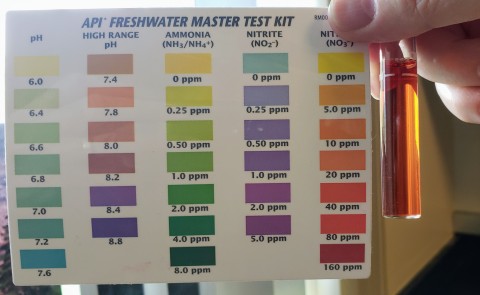 API® FRESHWATER MASTER TEST KIT
pH HIGH RANGE pH AMMONIA (NH₃/NH₄⁺) NITRITE (NO₂⁻) (NO₃⁻)
6.0 7.4 0 ppm 0 ppm 0 ppm
6.4 7.8 0.25 ppm 0.25 ppm 5.0 ppm
6.6 8.0 0.50 ppm 0.50 ppm 10 ppm
6.8 8.2 1.0 ppm 1.0 ppm 20 ppm
7.0 8.4 2.0 ppm 2.0 ppm 40 ppm
7.2 8.8 4.0 ppm 5.0 ppm 80 ppm
7.6 8.0 ppm 160 ppm